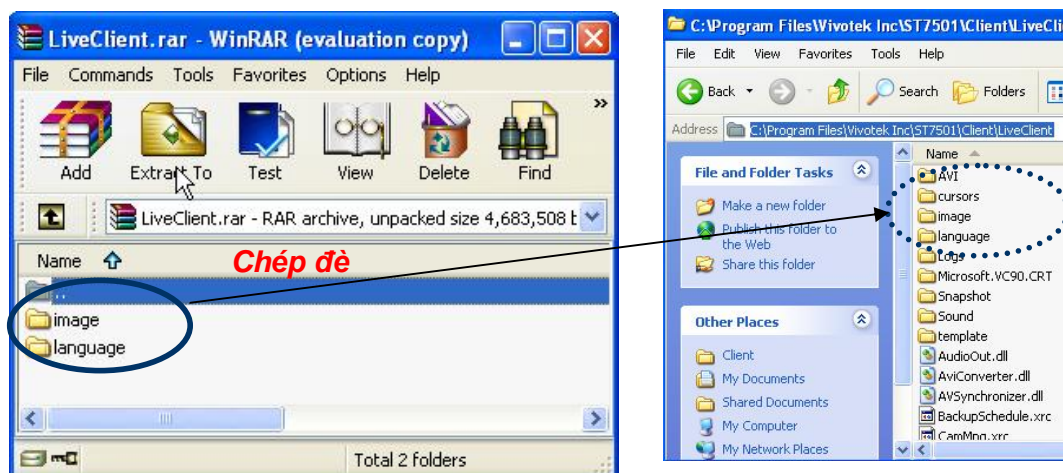 LiveClient.rar - WinRAR (evaluation copy)
File Commands Tools Favorites Options Help
Add Extract To Test View Delete Find
»
LiveClient.rar - RAR archive, unpacked size 4,683,508 b
Name
Chép đè
..
image
language
Total 2 folders
C:\Program Files\Vivotek Inc\ST7501\Client\LiveCli
File Edit View Favorites Tools Help
Back Search Folders
Address C:\Program Files\Vivotek Inc\ST7501\Client\LiveClient
File and Folder Tasks
Make a new folder
Publish this folder to
the Web
Share this folder
Other Places
Client
My Documents
Shared Documents
My Computer
My Network Places
Name
AVI
cursors
image
language
Logs
Microsoft.VC90.CRT
Snapshot
Sound
template
AudioOut.dll
AviConverter.dll
AVSynchronizer.dll
BackupSchedule.xrc
CamMng.xrc